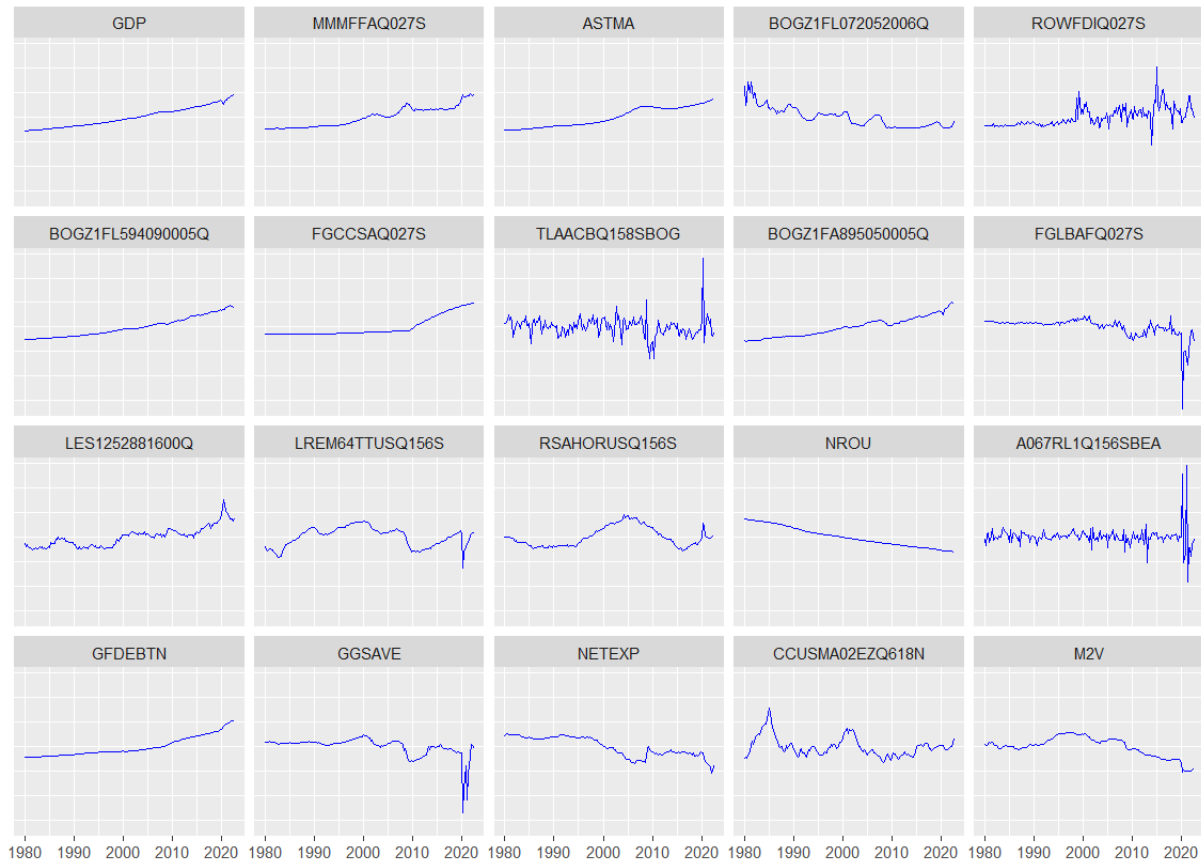 GDP MMMFFAQ027S ASTMA BOGZ1FL072052006Q ROWFDIQ027S
BOGZ1FL594090005Q FGCCSAQ027S TLAACBQ158SBOG BOGZ1FA895050005Q FGLBAFQ027S
LES1252881600Q LREM64TTUSQ156S RSAHORUSQ156S NROU A067RL1Q156SBEA
GFDEBTN GGSAVE NETEXP CCUSMA02EZQ618N M2V
1980 1990 2000 2010 2020 1980 1990 2000 2010 2020 1980 1990 2000 2010 2020 1980 1990 2000 2010 2020 1980 1990 2000 2010 2020